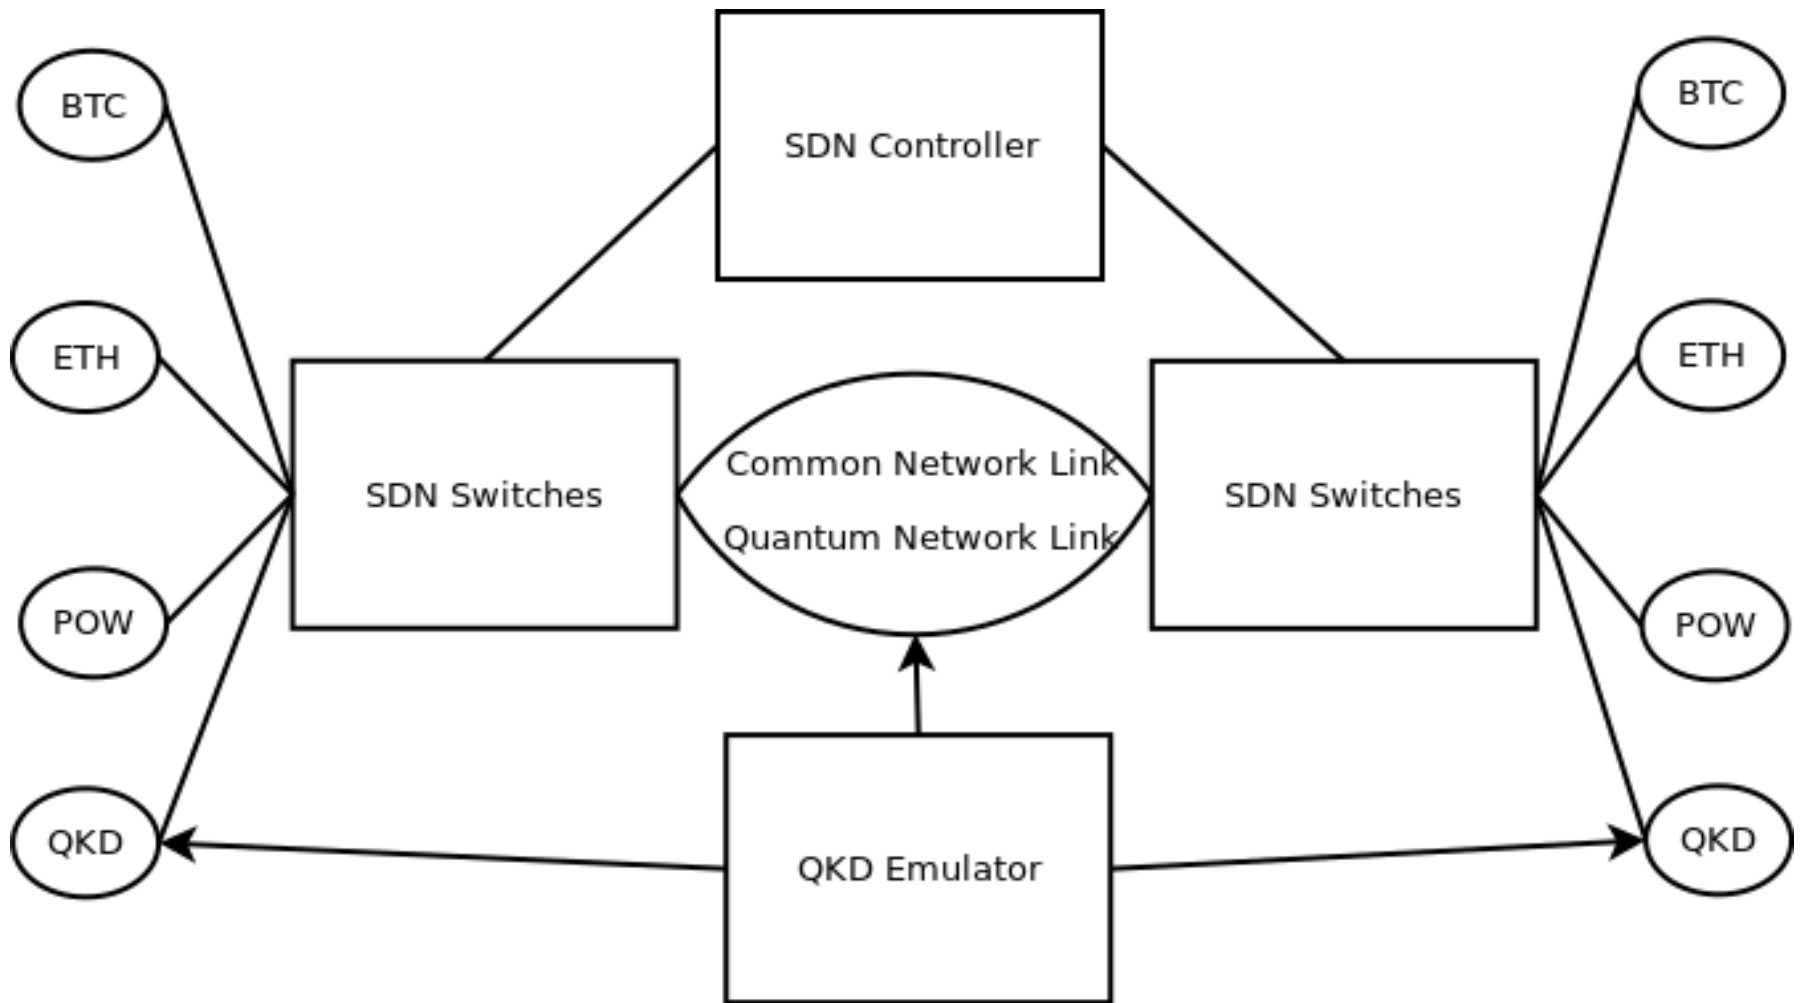 BTC
BTC
SDN Controller
ETH
ETH
Common Network Link
SDN Switches
SDN Switches
Quantum Network Link
POW
POW
QKD
QKD
QKD Emulator